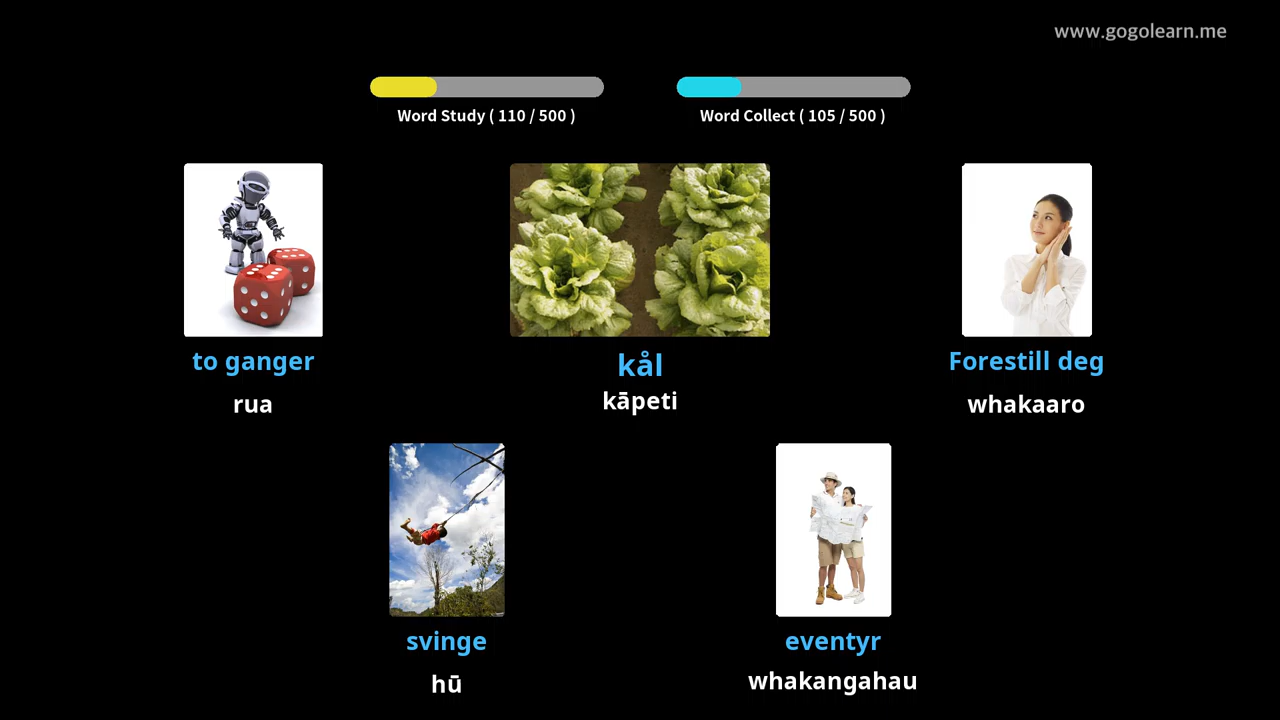 www.gogolearn.me
Word Study ( 110 / 500 )
Word Collect ( 105 / 500 )
to ganger
rua
kål
kāpeti
Forestill deg
whakaaro
svinge
hū
eventyr
whakangahau